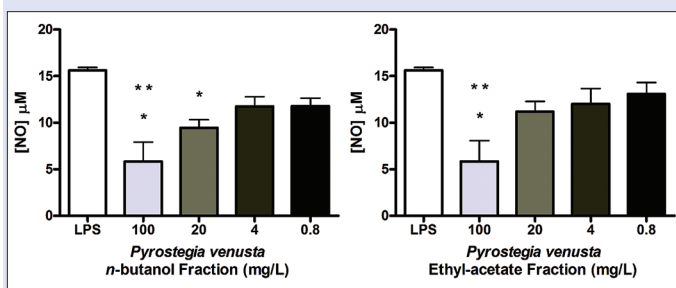 20
15
10
5
0
[NO] µM
* *
*
*
LPS 100 20 4 0.8
Pyrostegia venusta
n-butanol Fraction (mg/L)
20
15
10
5
0
[NO] µM
* *
*
LPS 100 20 4 0.8
Pyrostegia venusta
Ethyl-acetate Fraction (mg/L)